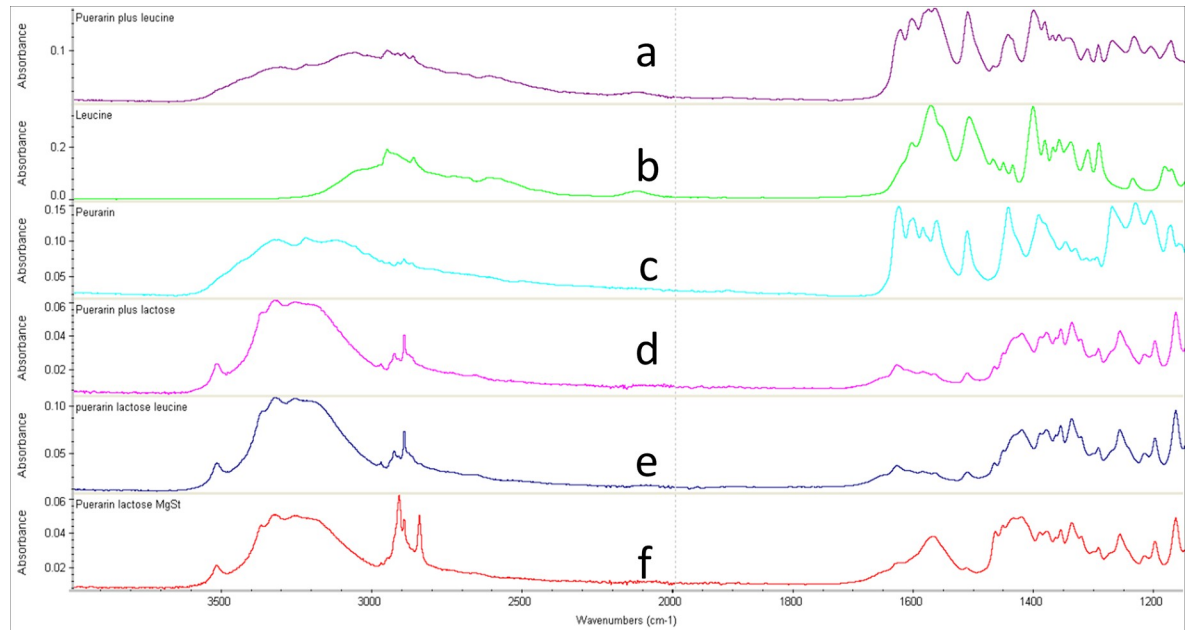 Puerarin plus leucine
Absorbance
0.1
a
Leucine
Absorbance
0.2
0.0
b
Peurarin
Absorbance
0.15
0.10
0.05
c
Puerarin plus lactose
Absorbance
0.06
0.04
0.02
d
puerarin lactose leucine
Absorbance
0.10
0.05
e
Puerarin lactose MgSt
Absorbance
0.06
0.04
0.02
f
3500 3000 2500 2000 1800 1600 1400 1200
Wavenumbers (cm-1)